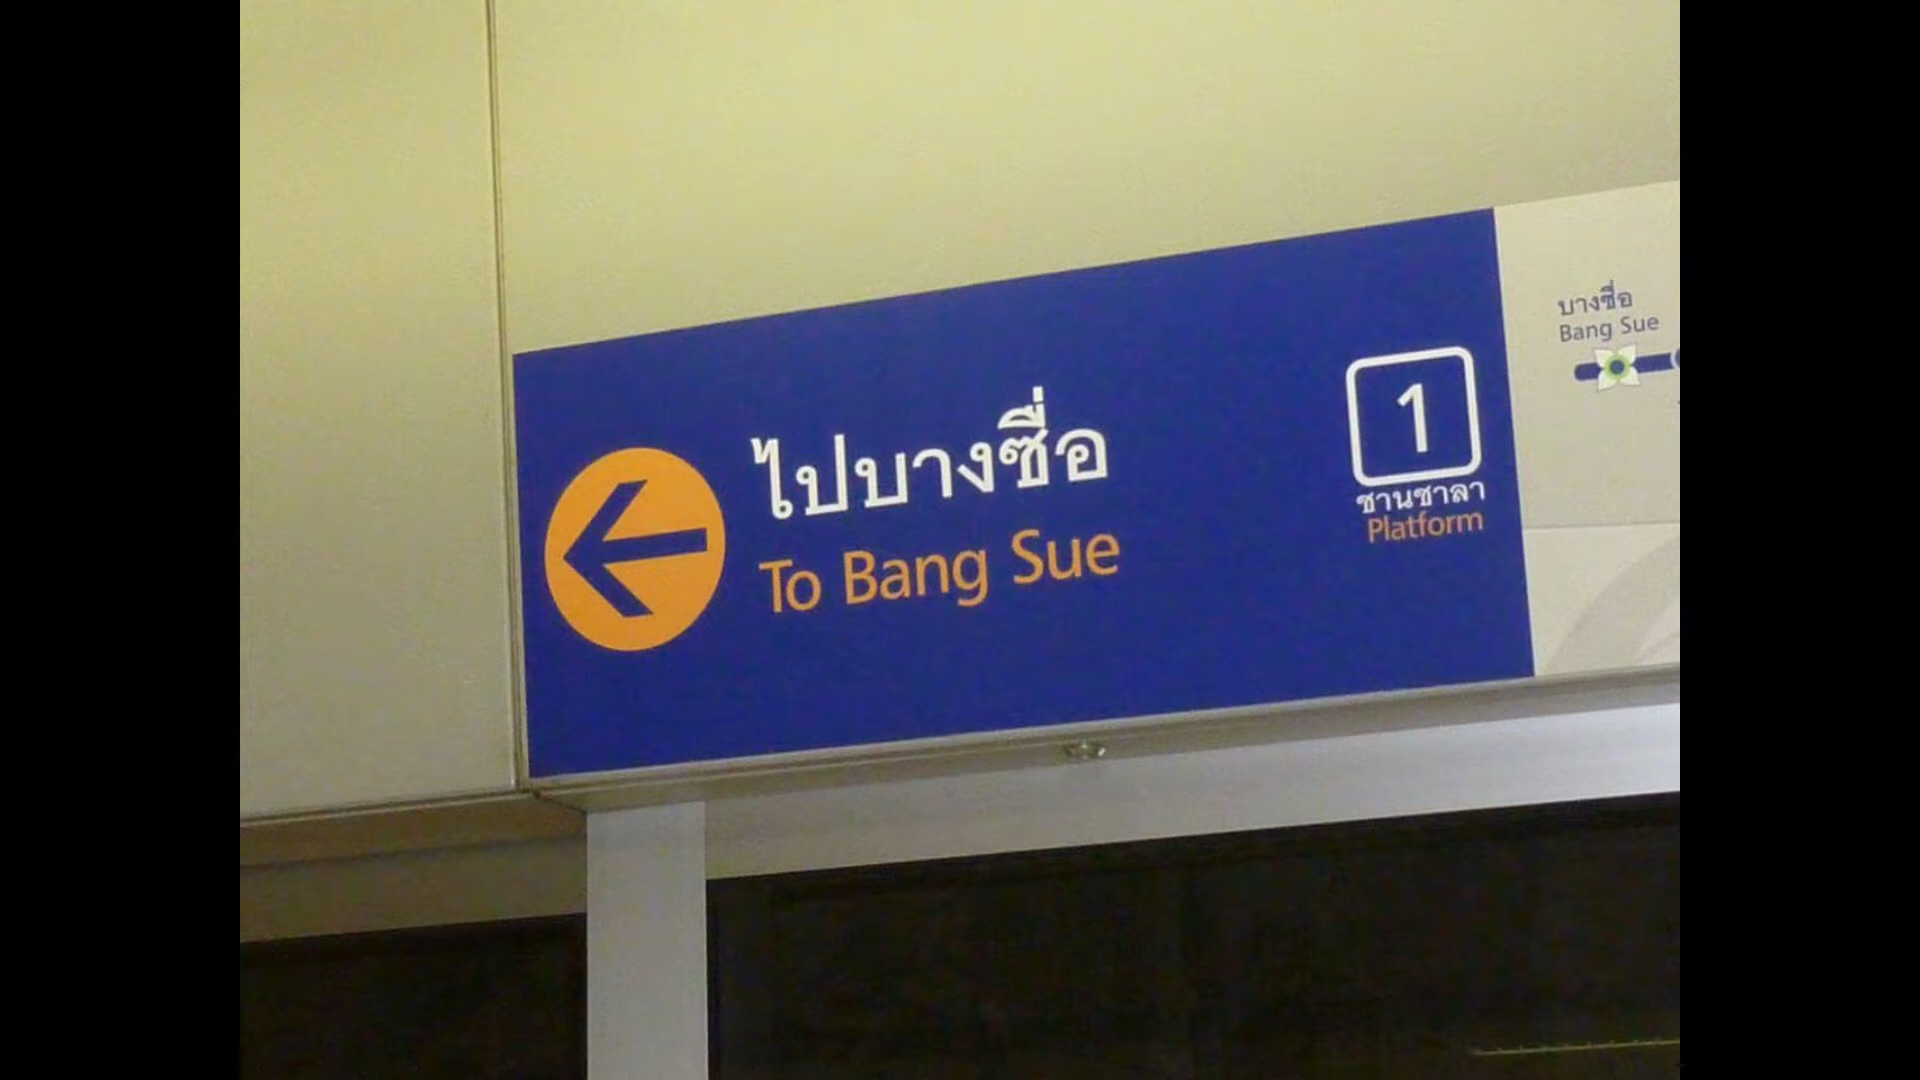 ไปบางซื่อ
To Bang Sue
1
ชานชาลา
Platform
บางซื่อ
Bang Sue